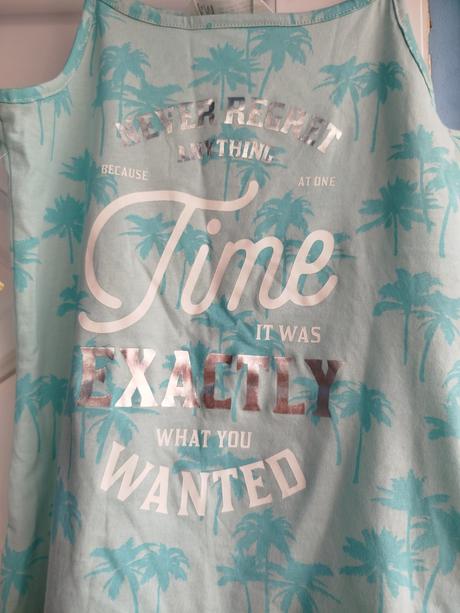 NEVER REGRET
ANYTHING
BECAUSE AT ONE
Time
IT WAS
EXACTLY
WHAT YOU
WANTED